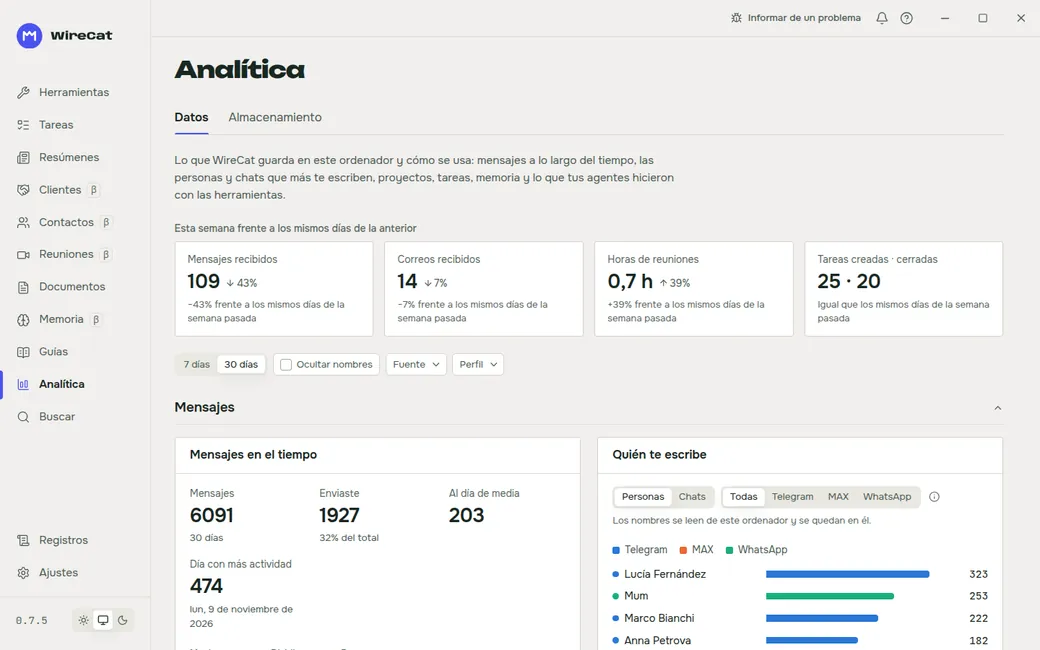 WireCat
Informar de un problema
Herramientas
Tareas
Resúmenes
Clientes β
Contactos β
Reuniones β
Documentos
Memoria β
Guías
Analítica
Buscar
Registros
Ajustes
0.7.5
Analítica
Datos Almacenamiento
Lo que WireCat guarda en este ordenador y cómo se usa: mensajes a lo largo del tiempo, las
personas y chats que más te escriben, proyectos, tareas, memoria y lo que tus agentes hicieron
con las herramientas.
Esta semana frente a los mismos días de la anterior
Mensajes recibidos
109 ↓ 43%
−43% frente a los mismos días de la
semana pasada
Correos recibidos
14 ↓ 7%
−7% frente a los mismos días de la
semana pasada
Horas de reuniones
0,7 h ↑ 39%
+39% frente a los mismos días de la
semana pasada
Tareas creadas · cerradas
25 · 20
Igual que los mismos días de la semana
pasada
7 días 30 días Ocultar nombres Fuente Perfil
Mensajes
Mensajes en el tiempo
Mensajes
6091
30 días
Enviaste
1927
32% del total
Al día de media
203
Día con más actividad
474
lun, 9 de noviembre de
2026
Quién te escribe
Personas Chats Todas Telegram MAX WhatsApp
Los nombres se leen de este ordenador y se quedan en él.
Telegram MAX WhatsApp
Lucía Fernández 323
Mum 253
Marco Bianchi 222
Anna Petrova 182